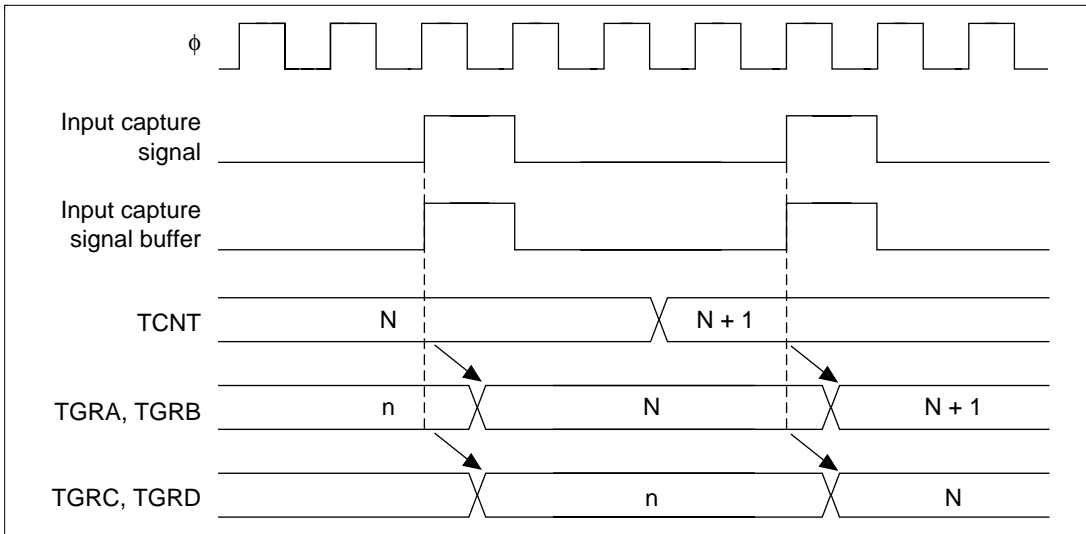 ϕ
Input capture
signal
Input capture
signal buffer
TCNT
N
N + 1
TGRA, TGRB
n
N
N + 1
TGRC, TGRD
n
N